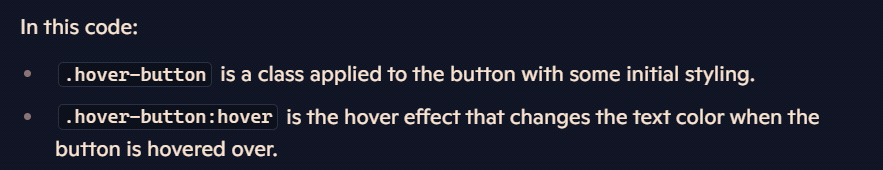 In this code:
.hover-button is a class applied to the button with some initial styling.
.hover-button:hover is the hover effect that changes the text color when the
button is hovered over.